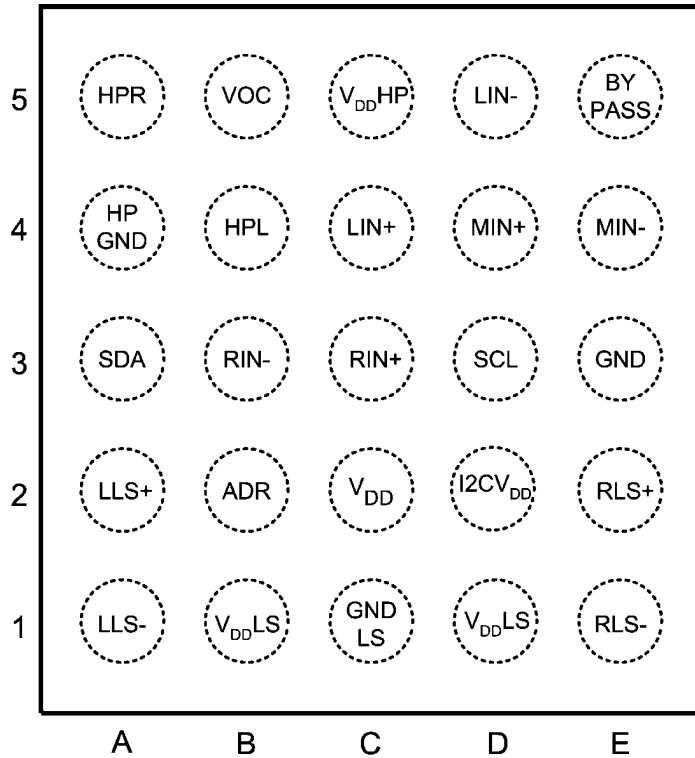 5 HPR VOC VDDHP LIN- BY PASS
4 HP GND HPL LIN+ MIN+ MIN-
3 SDA RIN- RIN+ SCL GND
2 LLS+ ADR VDD I2CVDD RLS+
1 LLS- VDDLS GND LS VDDLS RLS-
A B C D E